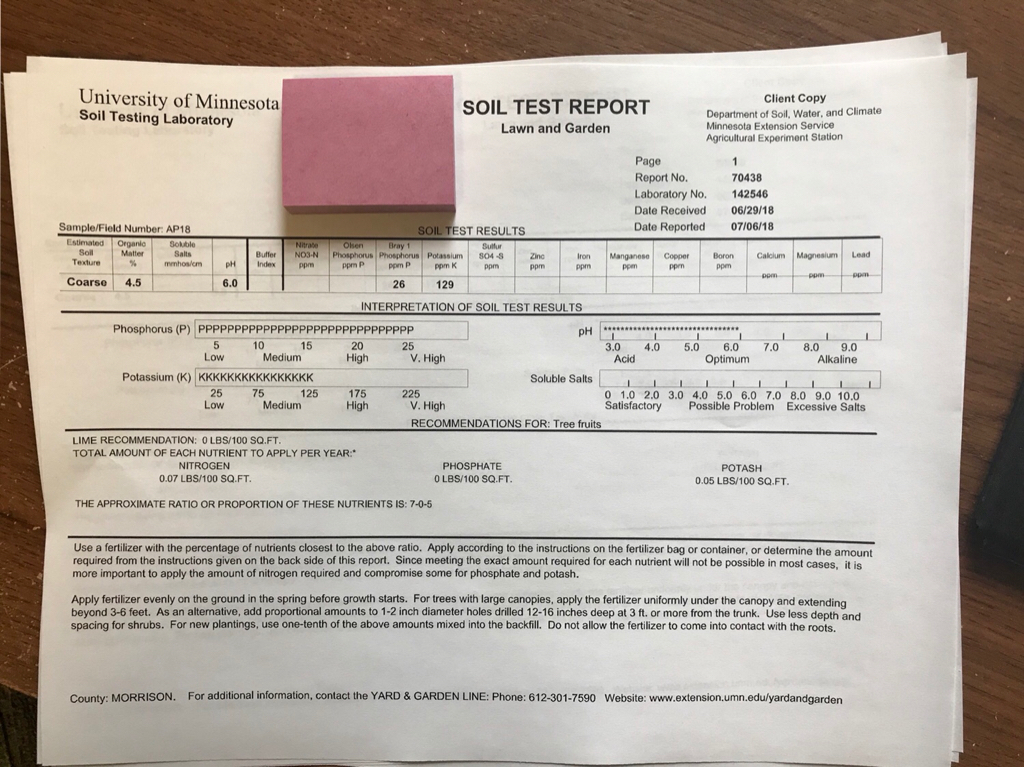 University of Minnesota
Soil Testing Laboratory
SOIL TEST REPORT
Lawn and Garden
Client Copy
Department of Soil, Water, and Climate
Minnesota Extension Service
Agricultural Experiment Station
Page 1
Report No. 70438
Laboratory No. 142546
Date Received 06/29/18
Date Reported 07/06/18
Sample/Field Number: AP18
SOIL TEST RESULTS
Estimated Soil Texture Organic Matter % Soluble Salts mmhos/cm pH Buffer Index Nitrate NO3-N ppm Olsen Phosphorus ppm P Bray 1 Phosphorus ppm P Potassium ppm K Sulfur SO4 -S ppm Zinc ppm Iron ppm Manganese ppm Copper ppm Boron ppm Calcium ppm Magnesium ppm Lead ppm
Coarse 4.5 6.0 26 129
INTERPRETATION OF SOIL TEST RESULTS
Phosphorus (P) PPPPPPPPPPPPPPPPPPPPPPPPPPPPPP
5 10 15 20 25
Low Medium High V. High
Potassium (K) KKKKKKKKKKKKKKKK
25 75 125 175 225
Low Medium High V. High
pH ********************************
3.0 4.0 5.0 6.0 7.0 8.0 9.0
Acid Optimum Alkaline
Soluble Salts
0 1.0 2.0 3.0 4.0 5.0 6.0 7.0 8.0 9.0 10.0
Satisfactory Possible Problem Excessive Salts
RECOMMENDATIONS FOR: Tree fruits
LIME RECOMMENDATION: 0 LBS/100 SQ.FT.
TOTAL AMOUNT OF EACH NUTRIENT TO APPLY PER YEAR:*
NITROGEN PHOSPHATE POTASH
0.07 LBS/100 SQ.FT. 0 LBS/100 SQ.FT. 0.05 LBS/100 SQ.FT.
THE APPROXIMATE RATIO OR PROPORTION OF THESE NUTRIENTS IS: 7-0-5
Use a fertilizer with the percentage of nutrients closest to the above ratio. Apply according to the instructions on the fertilizer bag or container, or determine the amount
required from the instructions given on the back side of this report. Since meeting the exact amount required for each nutrient will not be possible in most cases, it is
more important to apply the amount of nitrogen required and compromise some for phosphate and potash.
Apply fertilizer evenly on the ground in the spring before growth starts. For trees with large canopies, apply the fertilizer uniformly under the canopy and extending
beyond 3-6 feet. As an alternative, add proportional amounts to 1-2 inch diameter holes drilled 12-16 inches deep at 3 ft. or more from the trunk. Use less depth and
spacing for shrubs. For new plantings, use one-tenth of the above amounts mixed into the backfill. Do not allow the fertilizer to come into contact with the roots.
County: MORRISON. For additional information, contact the YARD & GARDEN LINE: Phone: 612-301-7590 Website: www.extension.umn.edu/yardandgarden